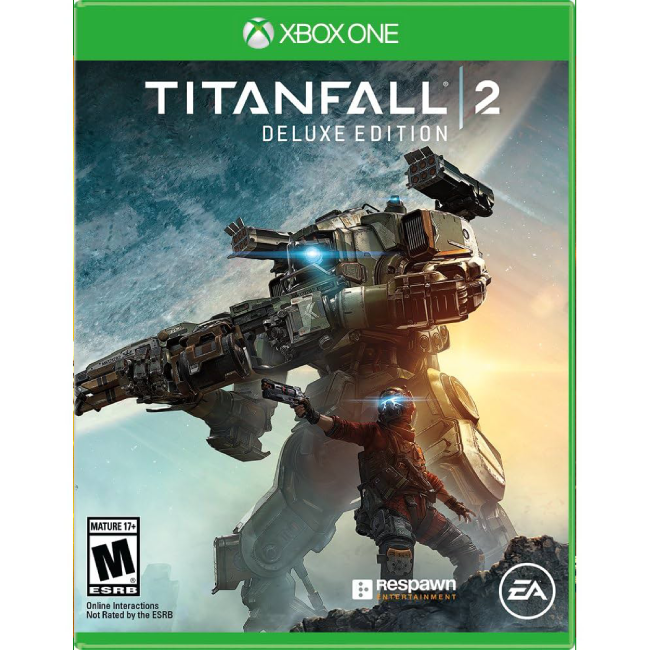 XBOX ONE
TITANFALL® | 2
DELUXE EDITION
MATURE 17+
M
ESRB
Online Interactions
Not Rated by the ESRB
Respawn
ENTERTAINMENT
EA